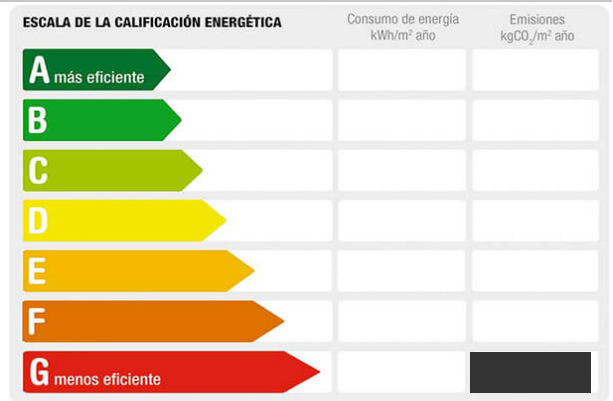 ESCALA DE LA CALIFICACIÓN ENERGÉTICA
Consumo de energía
kWh/m² año
Emisiones
kgCO₂/m² año
A más eficiente
B
C
D
E
F
G menos eficiente